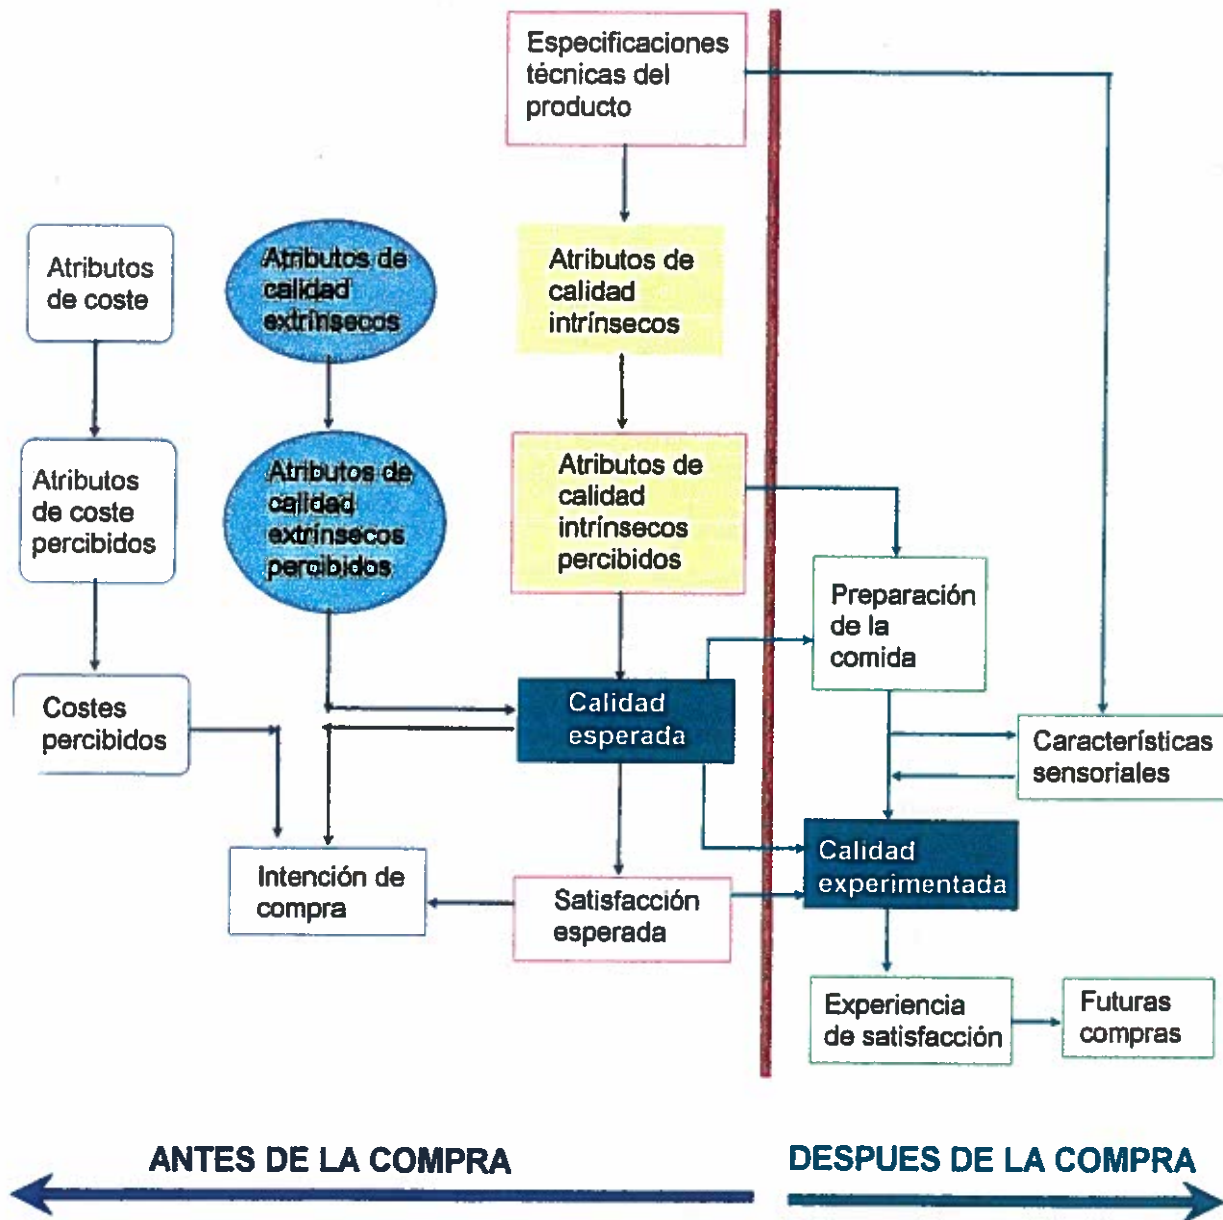 Especificaciones
técnicas del
producto
Atributos
de coste
Atributos de
calidad
extrínsecos
Atributos de
calidad
intrínsecos
Atributos
de coste
percibidos
Atributos de
calidad
extrínsecos
percibidos
Atributos de
calidad
intrínsecos
percibidos
Preparación
de la
comida
Costes
percibidos
Calidad
esperada
Características
sensoriales
Intención de
compra
Satisfacción
esperada
Calidad
experimentada
Experiencia
de satisfacción
Futuras
compras
ANTES DE LA COMPRA
DESPUES DE LA COMPRA